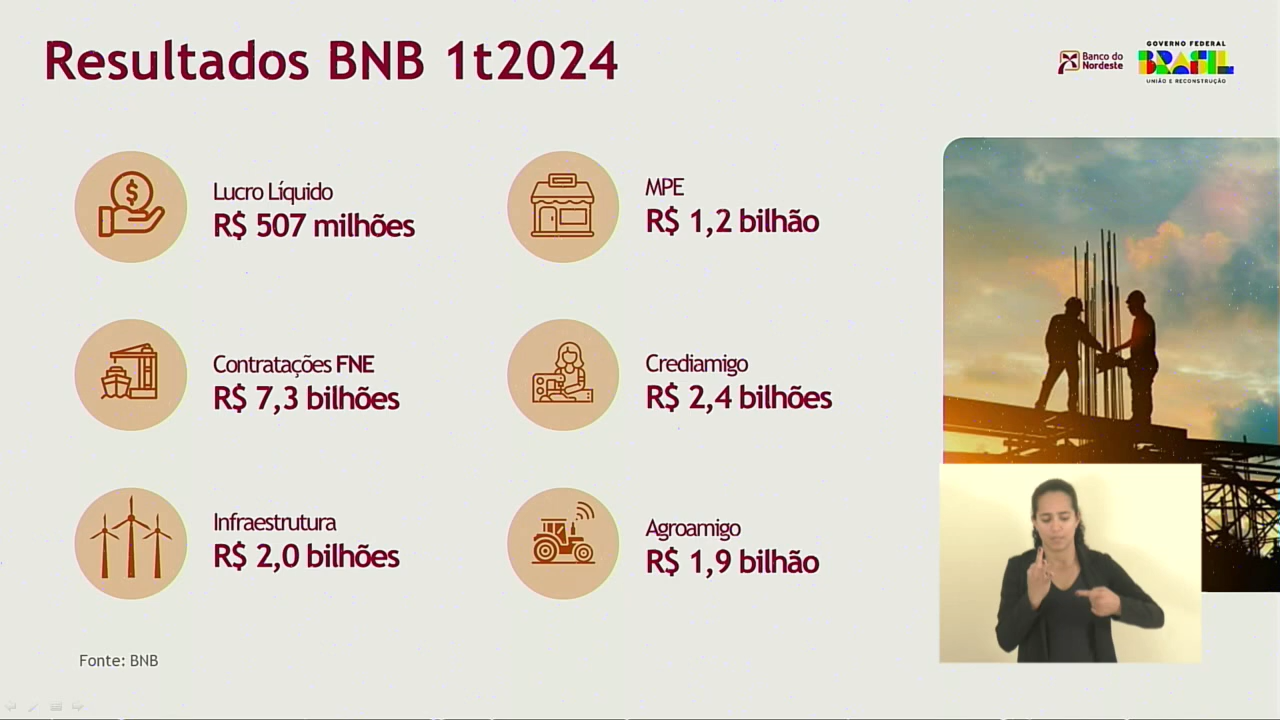 Resultados BNB 1t2024
Banco do
Nordeste
GOVERNO FEDERAL
BRASIL
UNIÃO E RECONSTRUÇÃO
Lucro Líquido
R$ 507 milhões
MPE
R$ 1,2 bilhão
Contratações FNE
R$ 7,3 bilhões
Crediamigo
R$ 2,4 bilhões
Infraestrutura
R$ 2,0 bilhões
Agroamigo
R$ 1,9 bilhão
Fonte: BNB